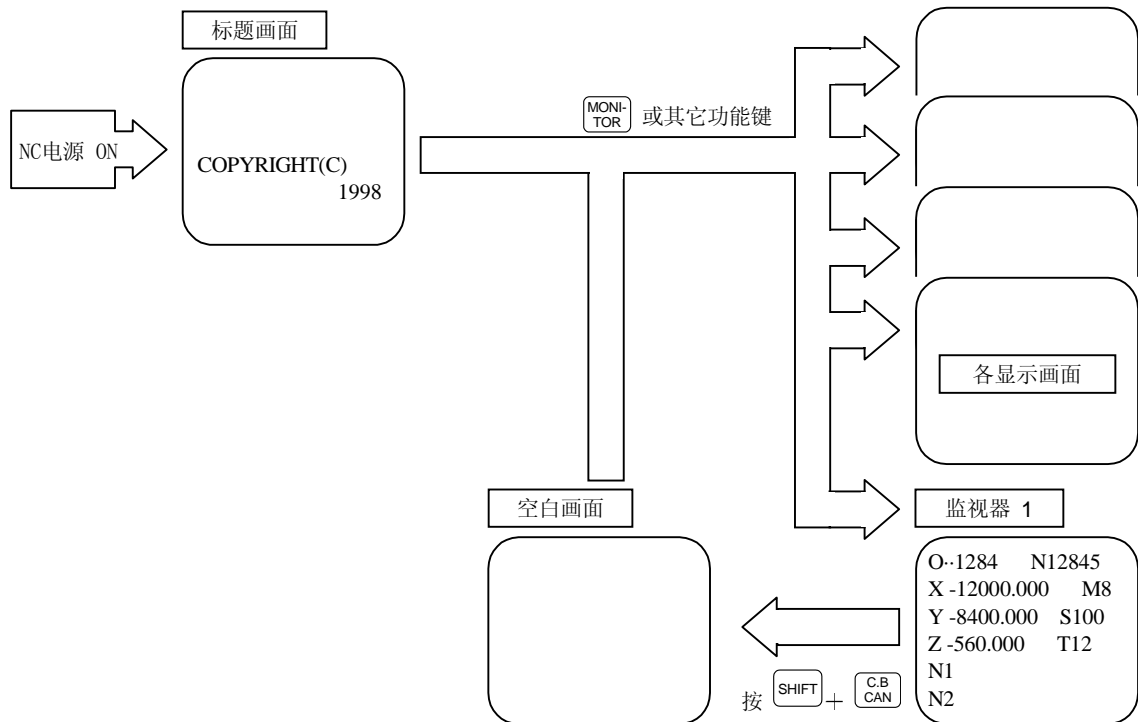 标题画面
MONI-
TOR 或其它功能键
NC电源 ON
COPYRIGHT(C)
1998
各显示画面
空白画面
监视器 1
O··1284 N12845
X -12000.000 M8
Y -8400.000 S100
Z -560.000 T12
N1
N2
按 SHIFT + C.B
CAN